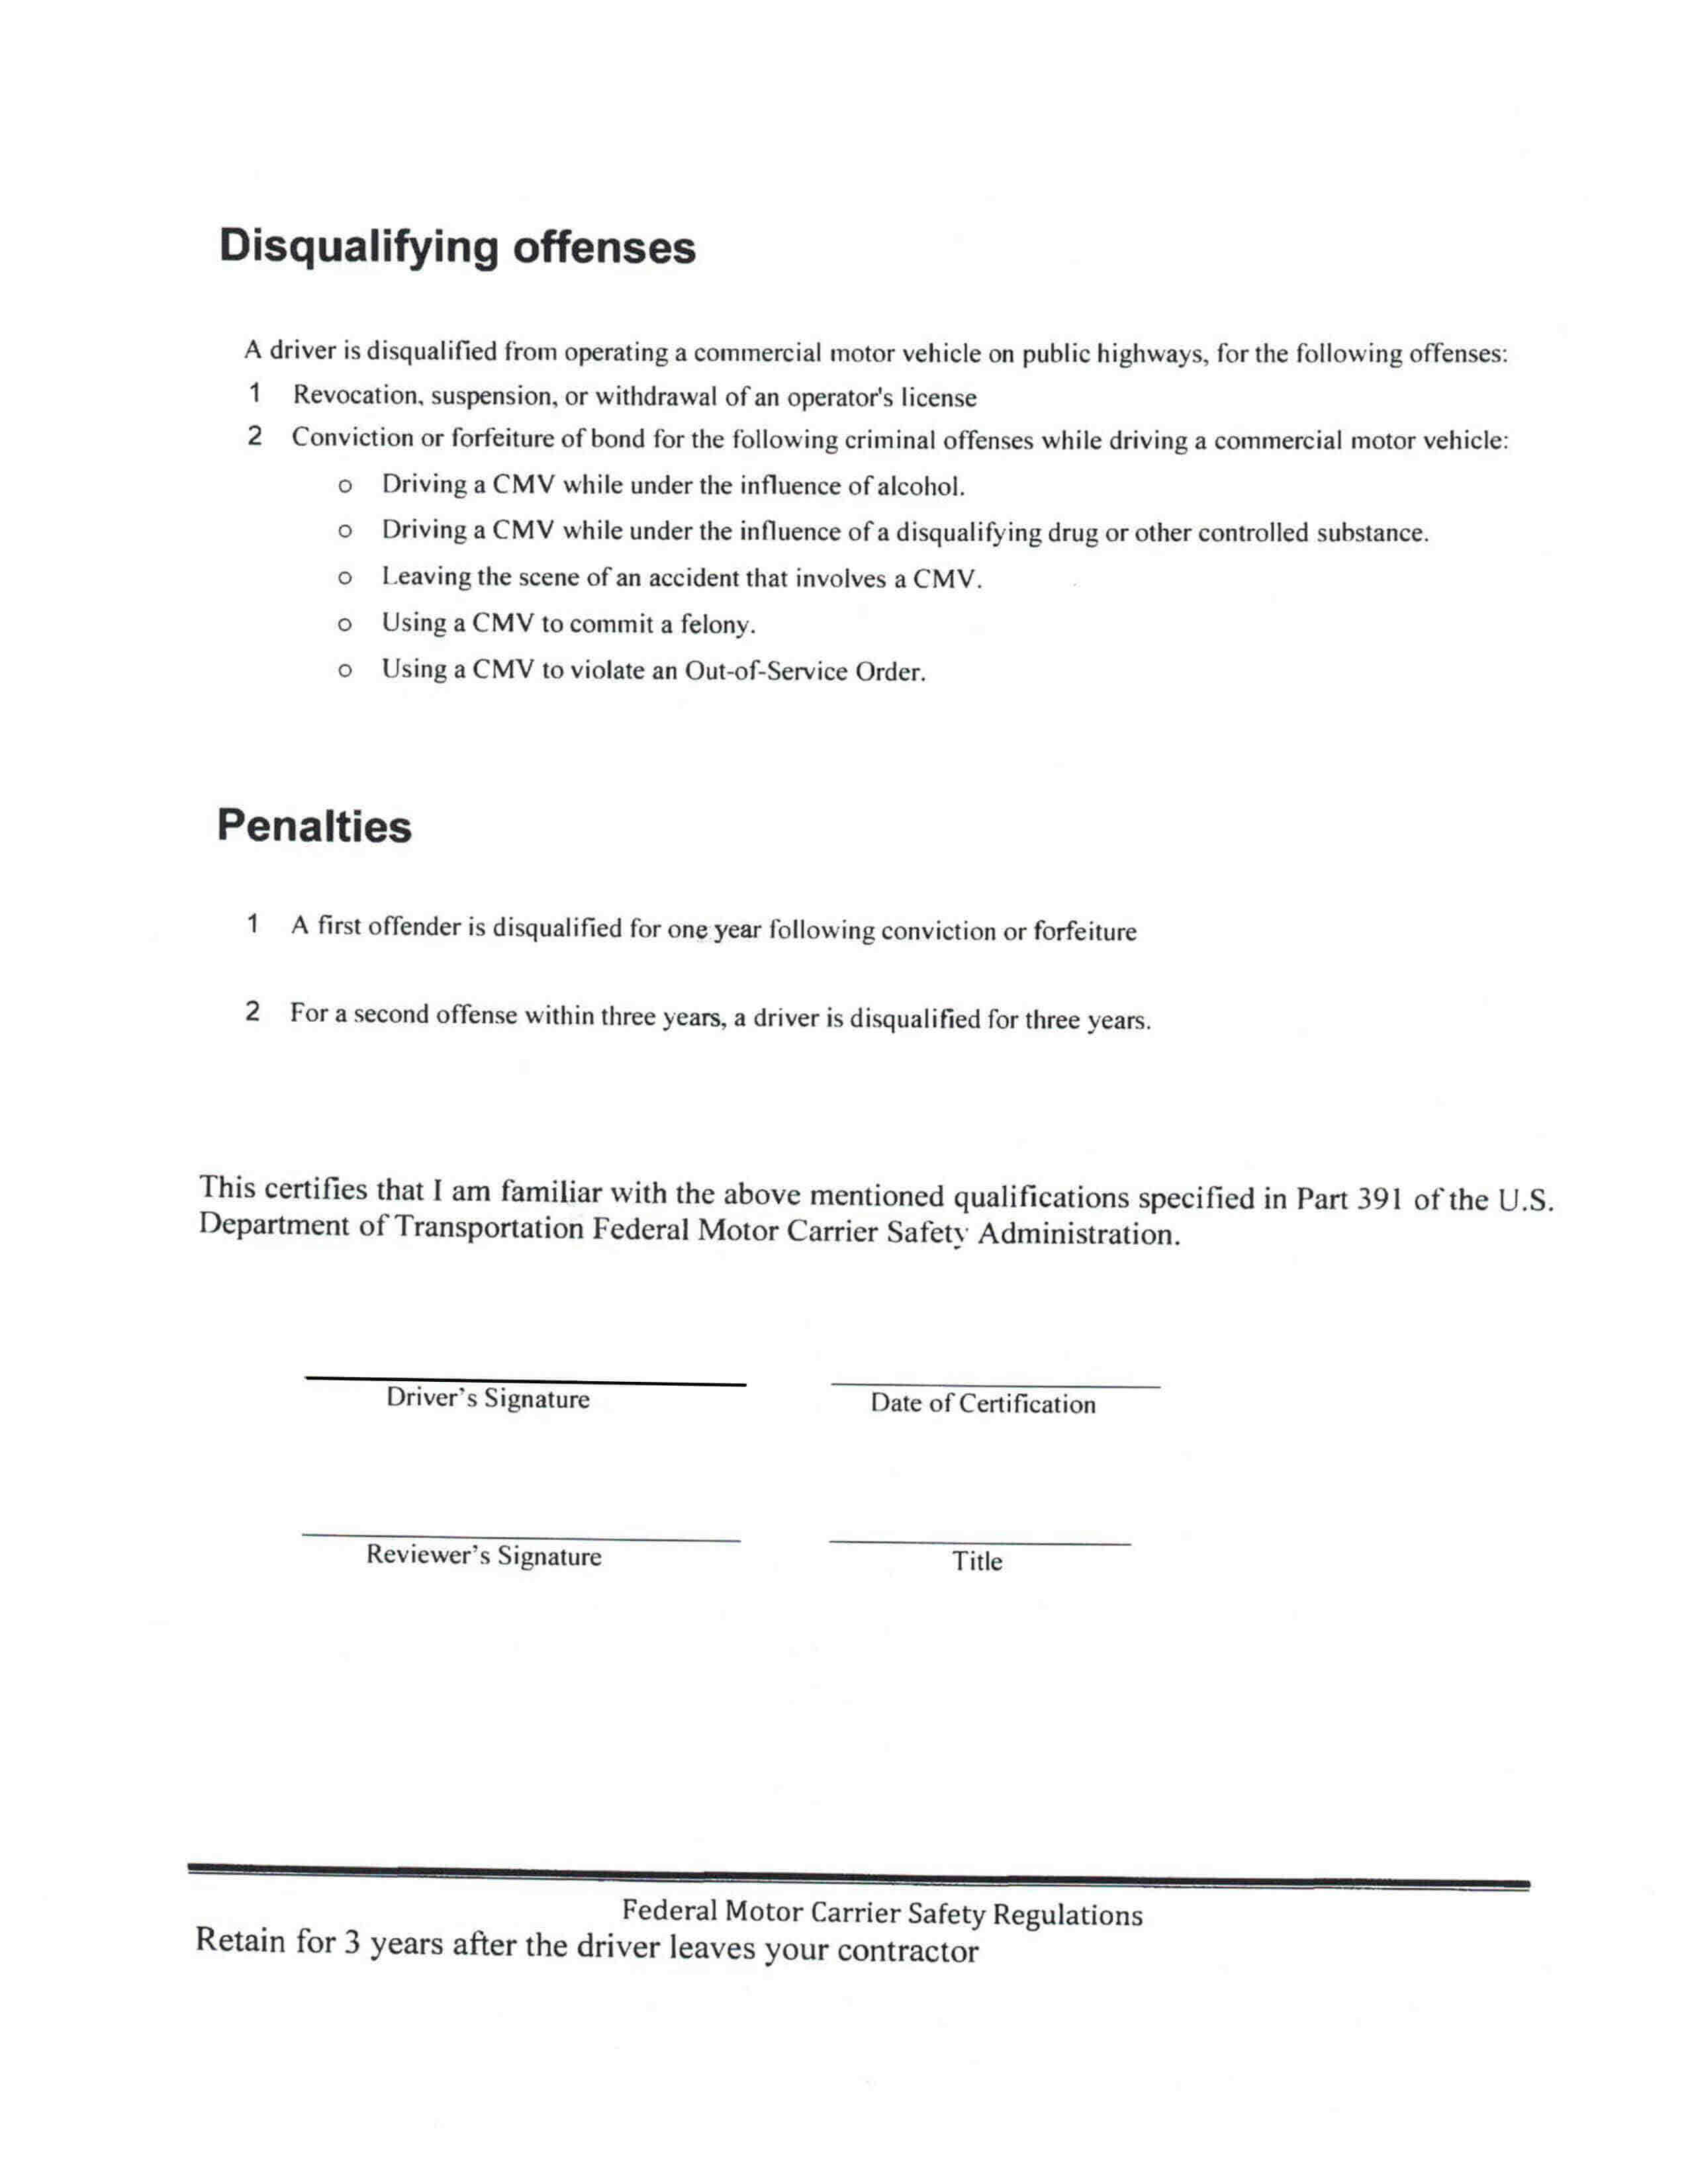 Disqualifying offenses
A driver is disqualified from operating a commercial motor vehicle on public highways, for the following offenses:
1 Revocation, suspension, or withdrawal of an operator's license
2 Conviction or forfeiture of bond for the following criminal offenses while driving a commercial motor vehicle:
o Driving a CMV while under the influence of alcohol.
o Driving a CMV while under the influence of a disqualifying drug or other controlled substance.
o Leaving the scene of an accident that involves a CMV.
o Using a CMV to commit a felony.
o Using a CMV to violate an Out-of-Service Order.
Penalties
1 A first offender is disqualified for one year following conviction or forfeiture
2 For a second offense within three years, a driver is disqualified for three years.
This certifies that I am familiar with the above mentioned qualifications specified in Part 391 of the U.S.
Department of Transportation Federal Motor Carrier Safety Administration.
Driver's Signature Date of Certification
Reviewer's Signature Title
Federal Motor Carrier Safety Regulations
Retain for 3 years after the driver leaves your contractor